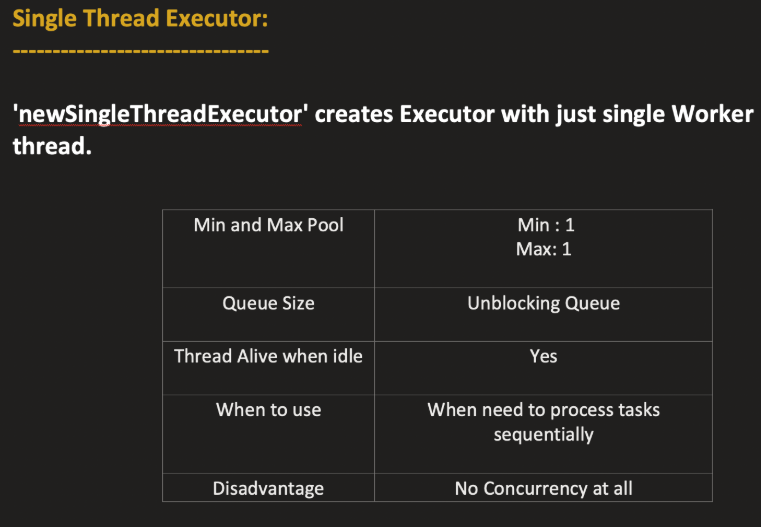 Single Thread Executor:
--------------------------------
'newSingleThreadExecutor' creates Executor with just single Worker
thread.
Min and Max Pool
Min : 1
Max: 1
Queue Size
Unblocking Queue
Thread Alive when idle
Yes
When to use
When need to process tasks
sequentially
Disadvantage
No Concurrency at all